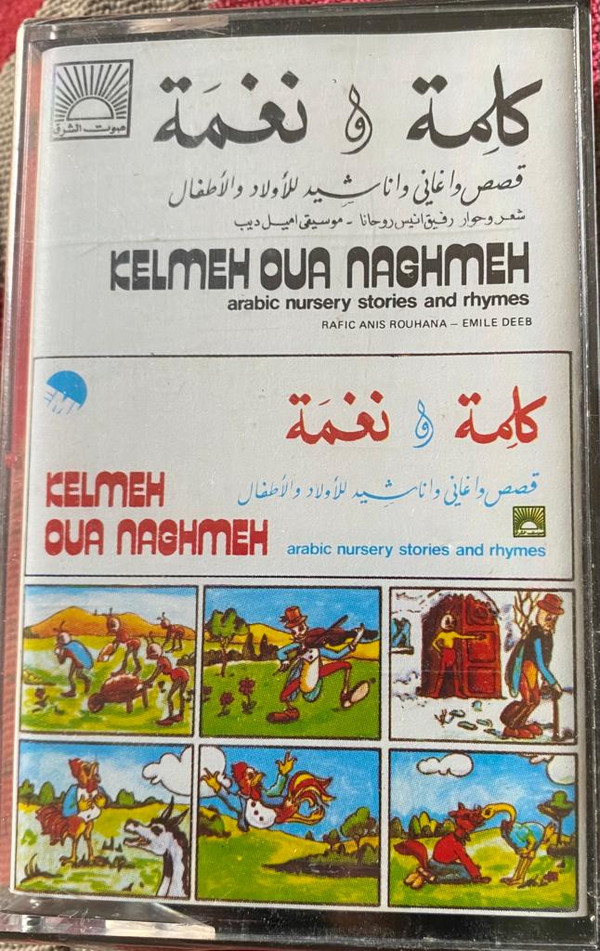 صوت الشرق
كلمة و نغمَة
قصص واغاني واناشيد للأولاد والأطفال
شعر وحوار رفيق انيس روحانا - موسيقى اميل ديب
KELMEH OUA NAGHMEH
arabic nursery stories and rhymes
RAFIC ANIS ROUHANA – EMILE DEEB
كلمة و نغمَة
قصص واغاني واناشيد للأولاد والأطفال
KELMEH
OUA NAGHMEH
arabic nursery stories and rhymes